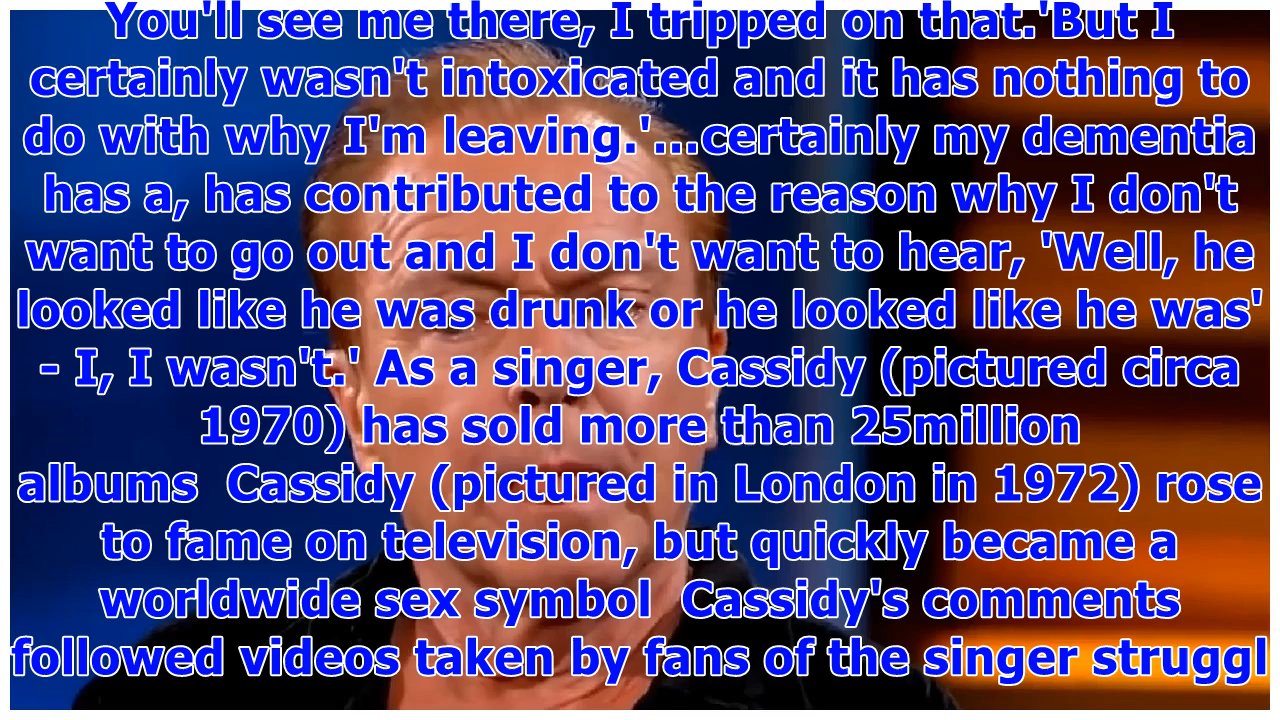 You'll see me there, I tripped on that.'But I
certainly wasn't intoxicated and it has nothing to
do with why I'm leaving.'...certainly my dementia
has a, has contributed to the reason why I don't
want to go out and I don't want to hear, 'Well, he
looked like he was drunk or he looked like he was'
- I, I wasn't.' As a singer, Cassidy (pictured circa
1970) has sold more than 25million
albums  Cassidy (pictured in London in 1972) rose
to fame on television, but quickly became a
worldwide sex symbol  Cassidy's comments
followed videos taken by fans of the singer struggl